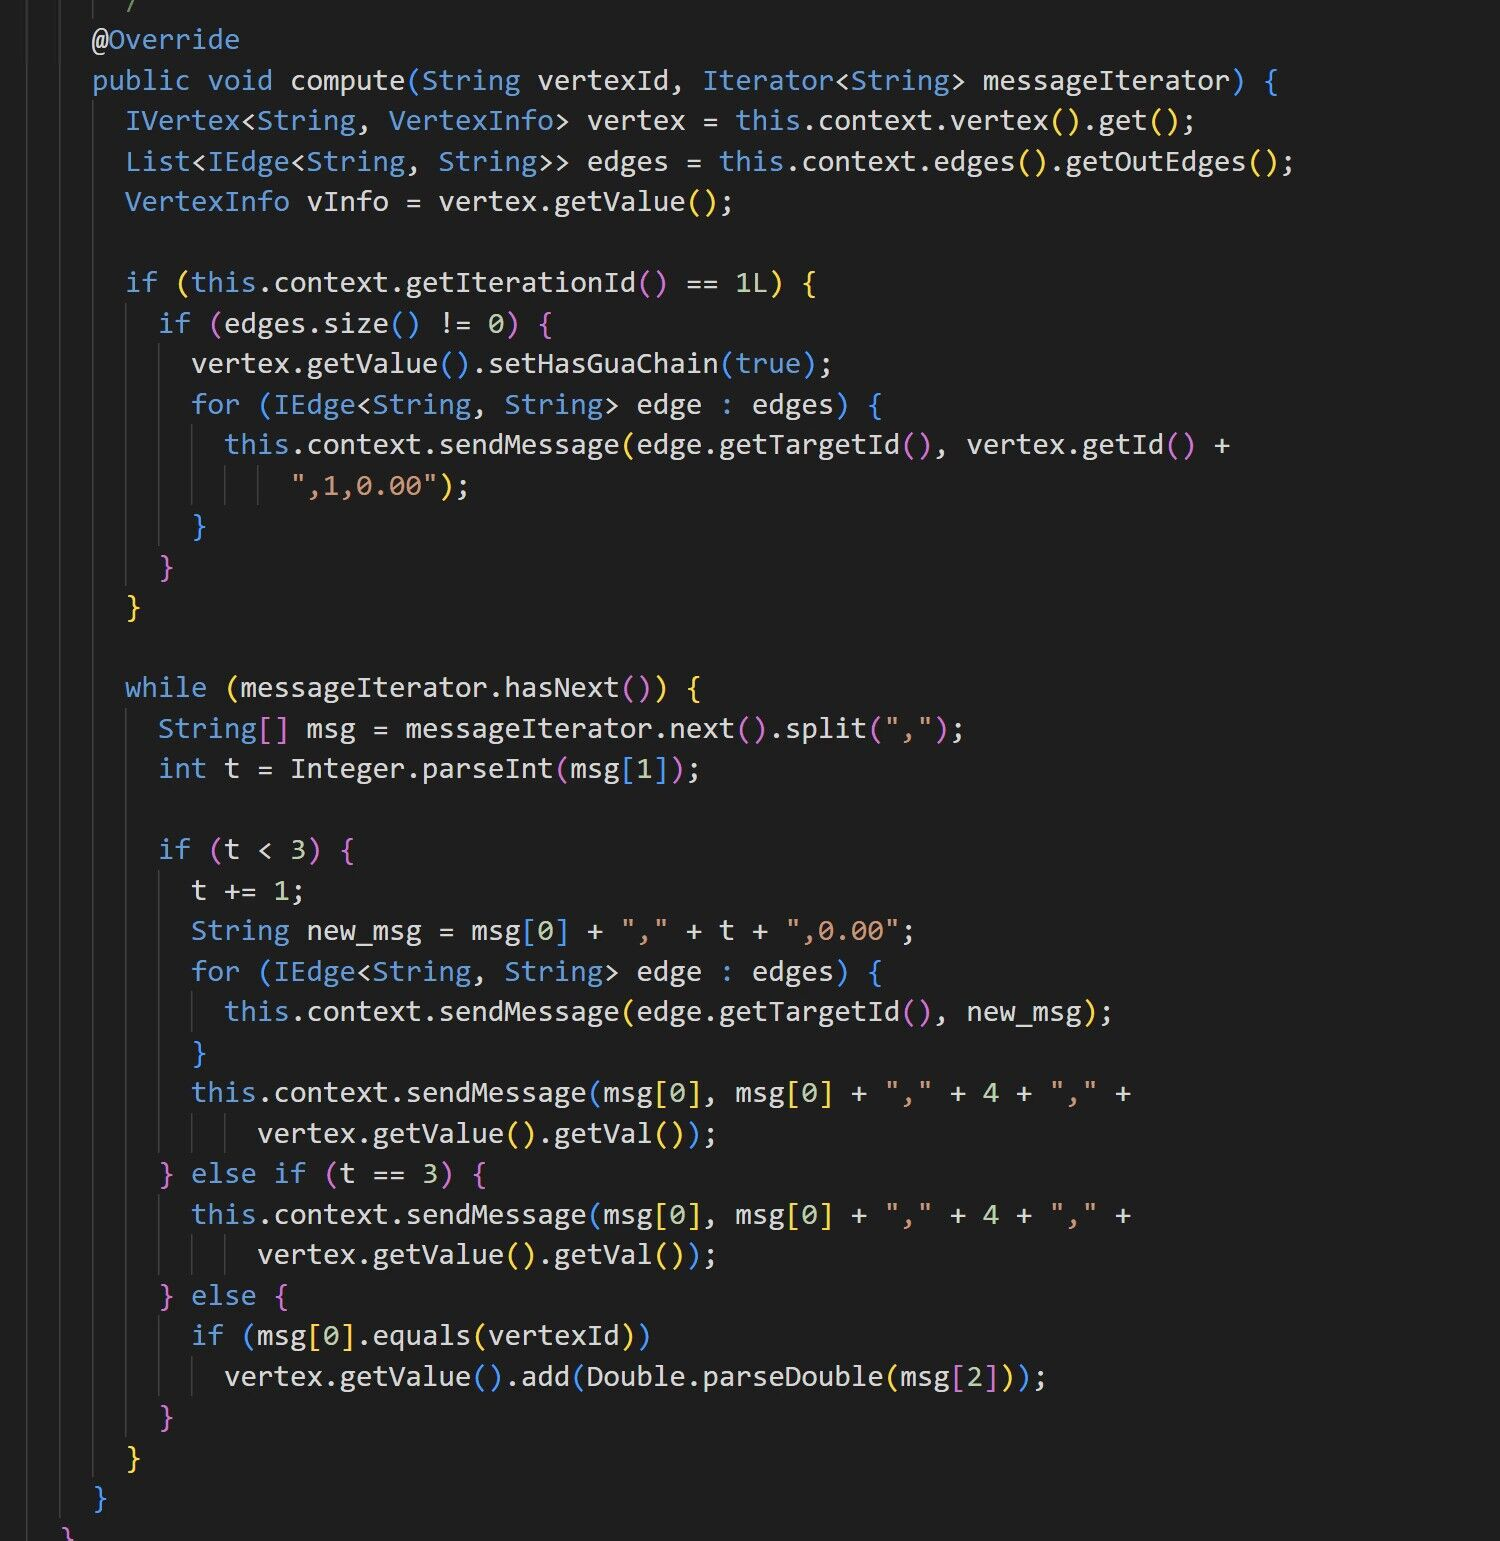 /
@Override
public void compute(String vertexId, Iterator<String> messageIterator) {
IVertex<String, VertexInfo> vertex = this.context.vertex().get();
List<IEdge<String, String>> edges = this.context.edges().getOutEdges();
VertexInfo vInfo = vertex.getValue();
if (this.context.getIterationId() == 1L) {
if (edges.size() != 0) {
vertex.getValue().setHasGuaChain(true);
for (IEdge<String, String> edge : edges) {
this.context.sendMessage(edge.getTargetId(), vertex.getId() +
",1,0.00");
}
}
}
while (messageIterator.hasNext()) {
String[] msg = messageIterator.next().split(",");
int t = Integer.parseInt(msg[1]);
if (t < 3) {
t += 1;
String new_msg = msg[0] + "," + t + ",0.00";
for (IEdge<String, String> edge : edges) {
this.context.sendMessage(edge.getTargetId(), new_msg);
}
this.context.sendMessage(msg[0], msg[0] + "," + 4 + "," +
vertex.getValue().getVal());
} else if (t == 3) {
this.context.sendMessage(msg[0], msg[0] + "," + 4 + "," +
vertex.getValue().getVal());
} else {
if (msg[0].equals(vertexId))
vertex.getValue().add(Double.parseDouble(msg[2]));
}
}
}
}